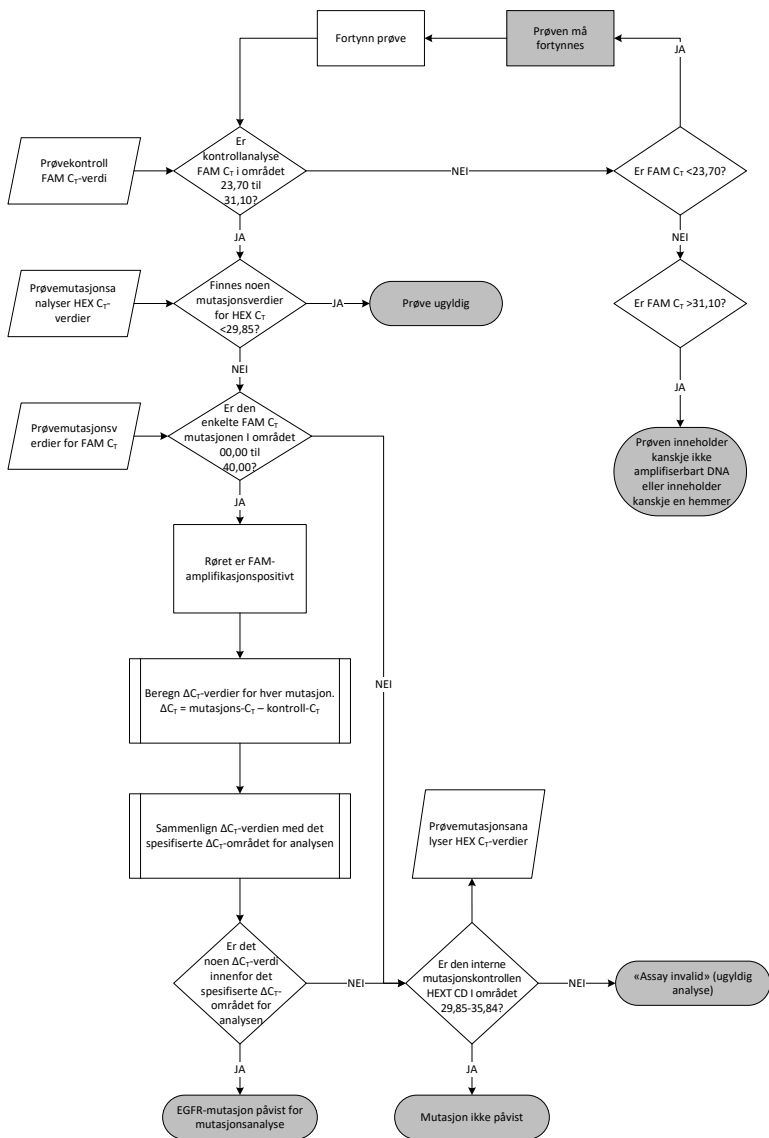 Fortynn prøve
Prøven må
fortynnes
JA
Prøvekontroll
FAM CT-verdi
Er
kontrollanalyse
FAM CT i området
23,70 til
31,10?
NEI
Er FAM CT <23,70?
JA
NEI
Prøvemutasjonsa
nalyser HEX CT-
verdier
Finnes noen
mutasjonsverdier
for HEX CT
<29,85?
JA
Prøve ugyldig
Er FAM CT >31,10?
NEI
JA
Prøvemutasjonsv
erdier for FAM CT
Er den
enkelte FAM CT
mutasjonen I området
00,00 til
40,00?
Prøven inneholder
kanskje ikke
amplifiserbart DNA
eller inneholder
kanskje en hemmer
JA
Røret er FAM-
amplifikasjonspositivt
NEI
Beregn ΔCT-verdier for hver mutasjon.
ΔCT = mutasjons-CT – kontroll-CT
Sammenlign ΔCT-verdien med det
spesifiserte ΔCT-området for analysen
Prøvemutasjonsana
lyser HEX CT-verdier
Er det
noen ΔCT-verdi
innenfor det
spesifiserte ΔCT-
området for
analysen
NEI
Er den interne
mutasjonskontrollen
HEXT CD I området
29,85-35,84?
NEI
«Assay invalid» (ugyldig
analyse)
JA
JA
EGFR-mutasjon påvist for
mutasjonsanalyse
Mutasjon ikke påvist